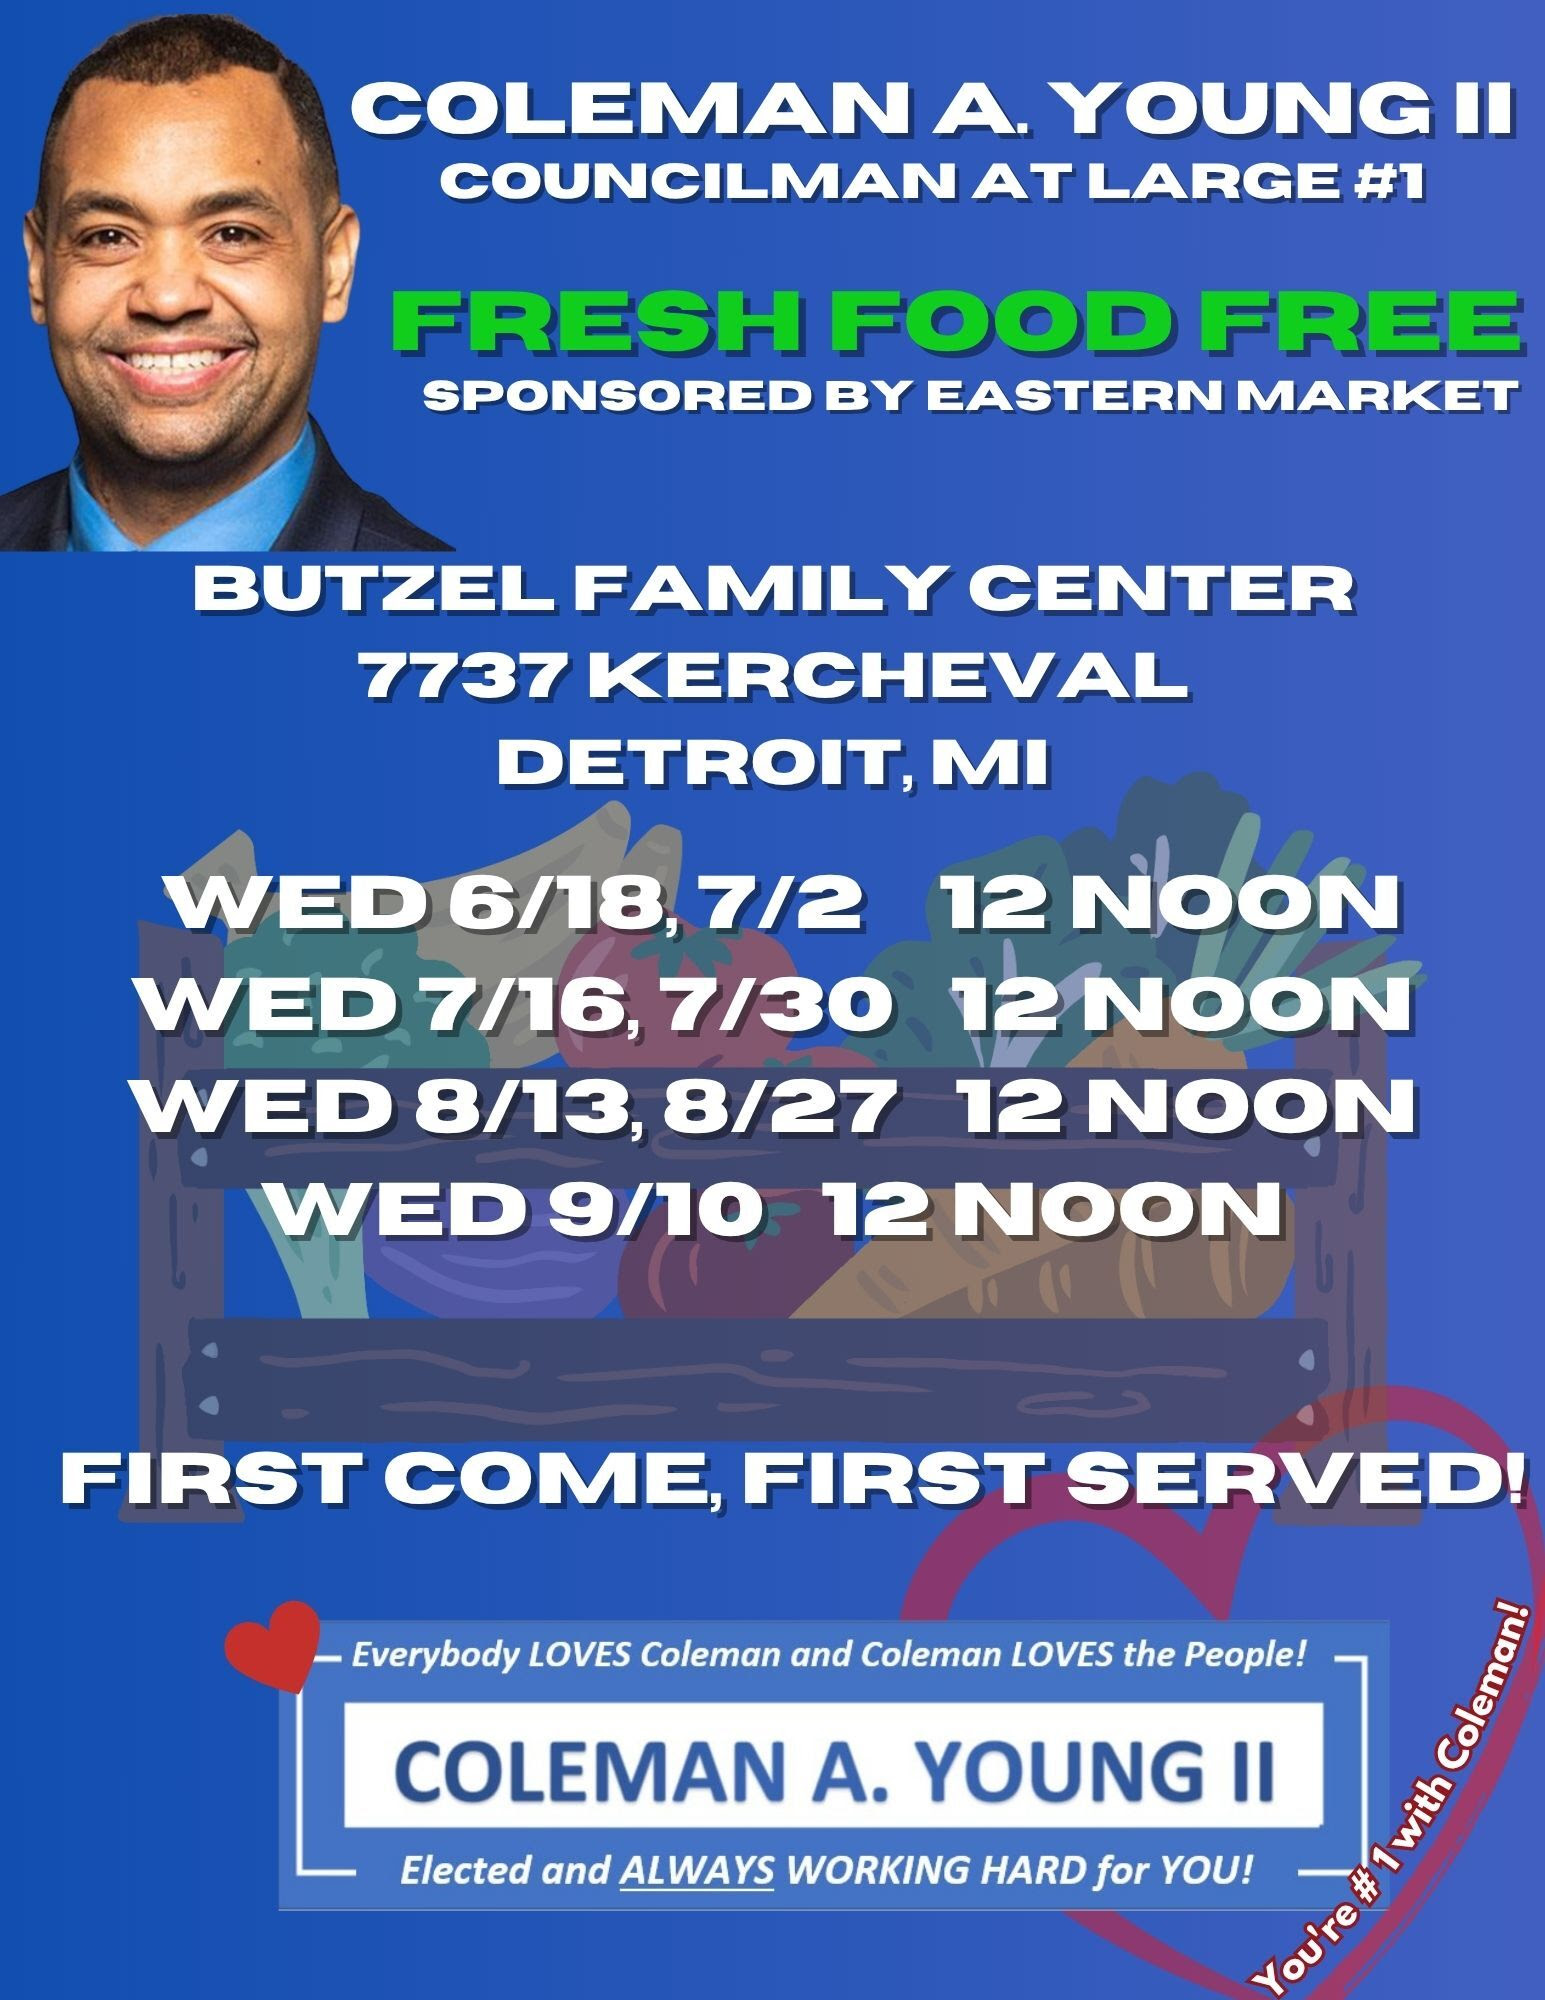 COLEMAN A. YOUNG II
COUNCILMAN AT LARGE #1
FRESH FOOD FREE
SPONSORED BY EASTERN MARKET
BUTZEL FAMILY CENTER
7737 KERCHEVAL
DETROIT, MI
WED 6/18, 7/2 12 NOON
WED 7/16, 7/30 12 NOON
WED 8/13, 8/27 12 NOON
WED 9/10 12 NOON
FIRST COME, FIRST SERVED!
Everybody LOVES Coleman and Coleman LOVES the People!
COLEMAN A. YOUNG II
Elected and ALWAYS WORKING HARD for YOU!
You're # 1 with Coleman!